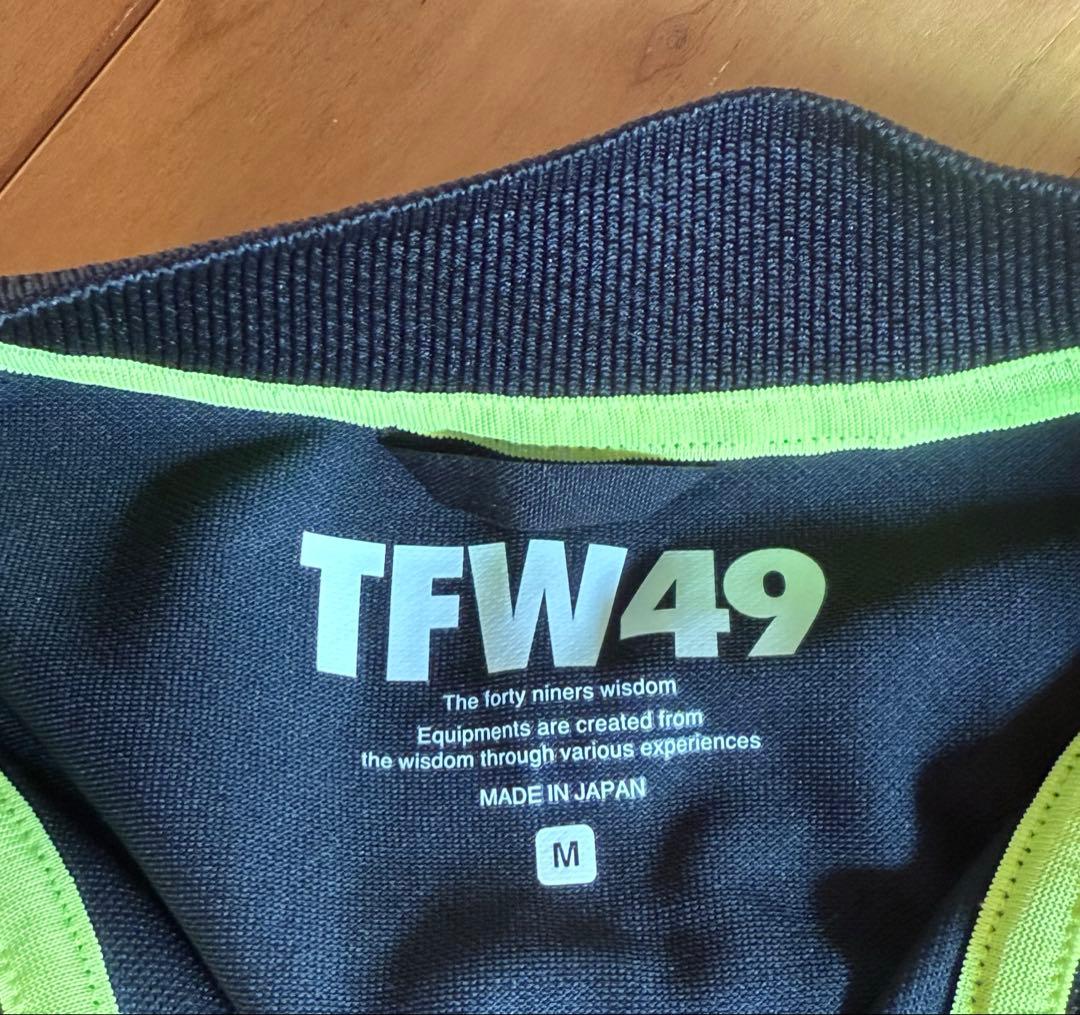 TFW49
The forty niners wisdom
Equipments are created from
the wisdom through various experiences
MADE IN JAPAN
M